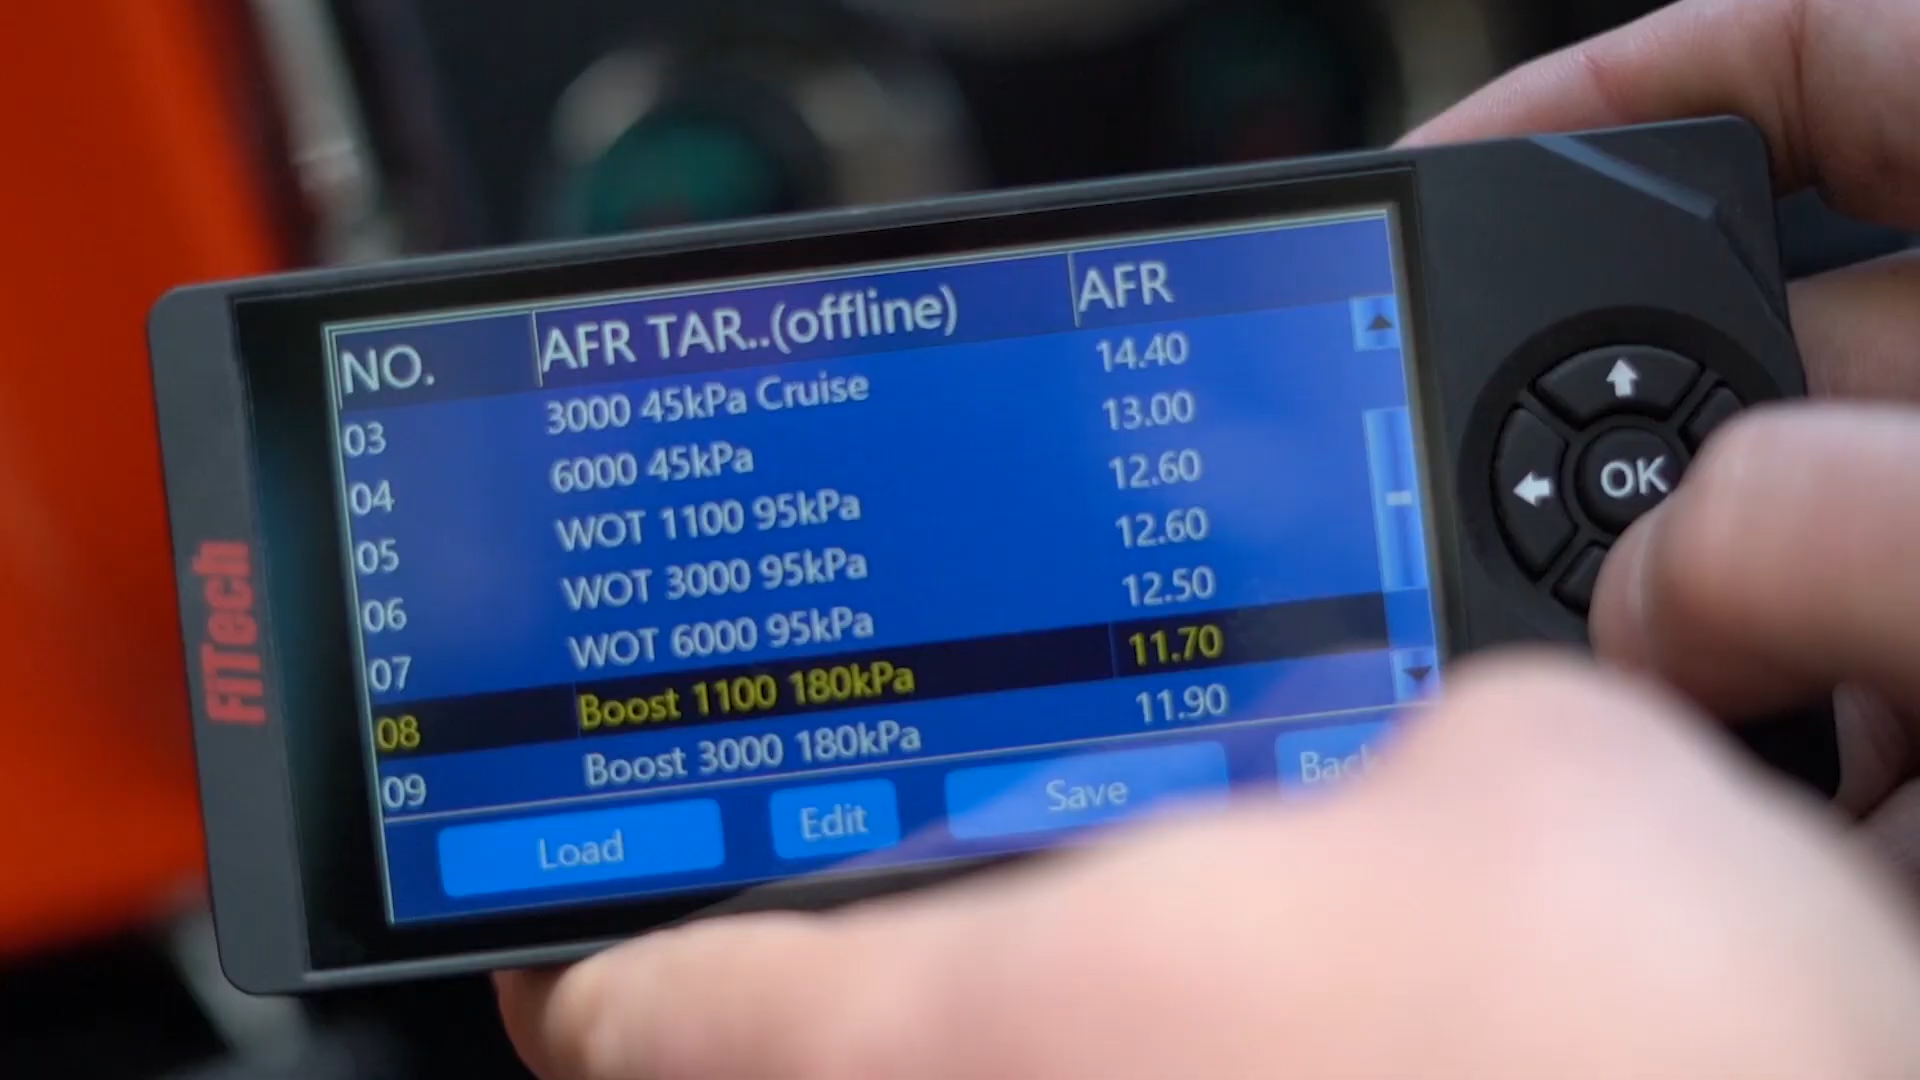 NO. AFR TAR..(offline) AFR
03 3000 45kPa Cruise 14.40
04 6000 45kPa 13.00
05 WOT 1100 95kPa 12.60
06 WOT 3000 95kPa 12.60
07 WOT 6000 95kPa 12.50
08 Boost 1100 180kPa 11.70
09 Boost 3000 180kPa 11.90
Load Edit Save Back
FiTech
OK